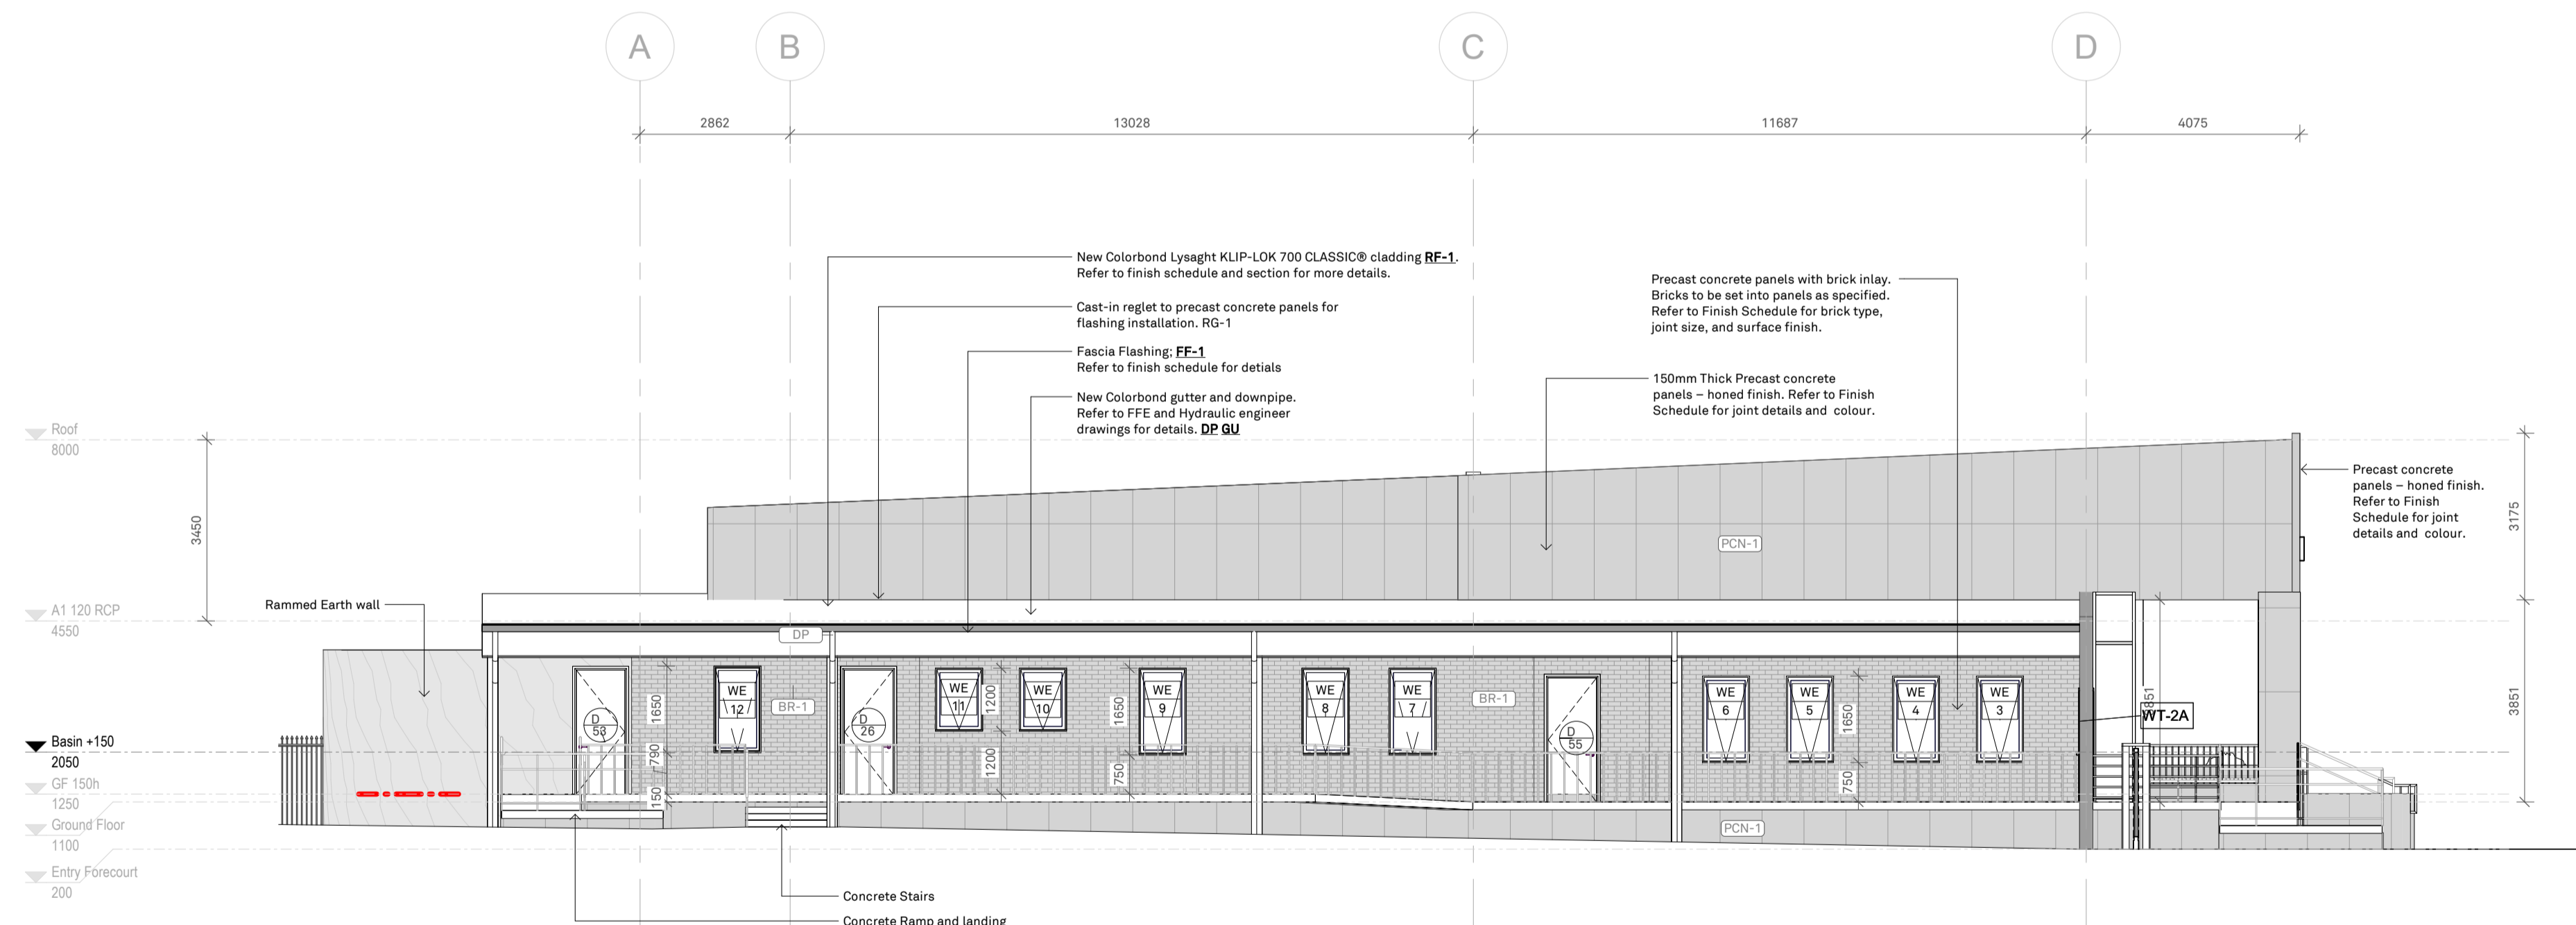 A
B
C
D
2862
13028
11687
4075
New Colorbond Lysaght KLIP-LOK 700 CLASSIC® cladding RF-1.
Refer to finish schedule and section for more details.
Cast-in reglet to precast concrete panels for
flashing installation. RG-1
Fascia Flashing; FF-1
Refer to finish schedule for detials
New Colorbond gutter and downpipe.
Refer to FFE and Hydraulic engineer
drawings for details. DP GU
Precast concrete panels with brick inlay.
Bricks to be set into panels as specified.
Refer to Finish Schedule for brick type,
joint size, and surface finish.
150mm Thick Precast concrete
panels – honed finish. Refer to Finish
Schedule for joint details and colour.
Precast concrete
panels – honed finish.
Refer to Finish
Schedule for joint
details and colour.
Roof
8000
3450
3175
PCN-1
Rammed Earth wall
A1 120 RCP
4550
DP
Basin +150
2050
GF 150h
1250
Ground Floor
1100
Entry Forecourt
200
D
53
1650
790
150
WE
12
BR-1
D
26
WE
11
1200
1200
WE
10
1650
750
WE
9
WE
8
WE
7
BR-1
D
55
WE
6
WE
5
1650
750
WE
4
WE
3
3851
WT-2A
3851
PCN-1
Concrete Stairs
Concrete Ramp and landing